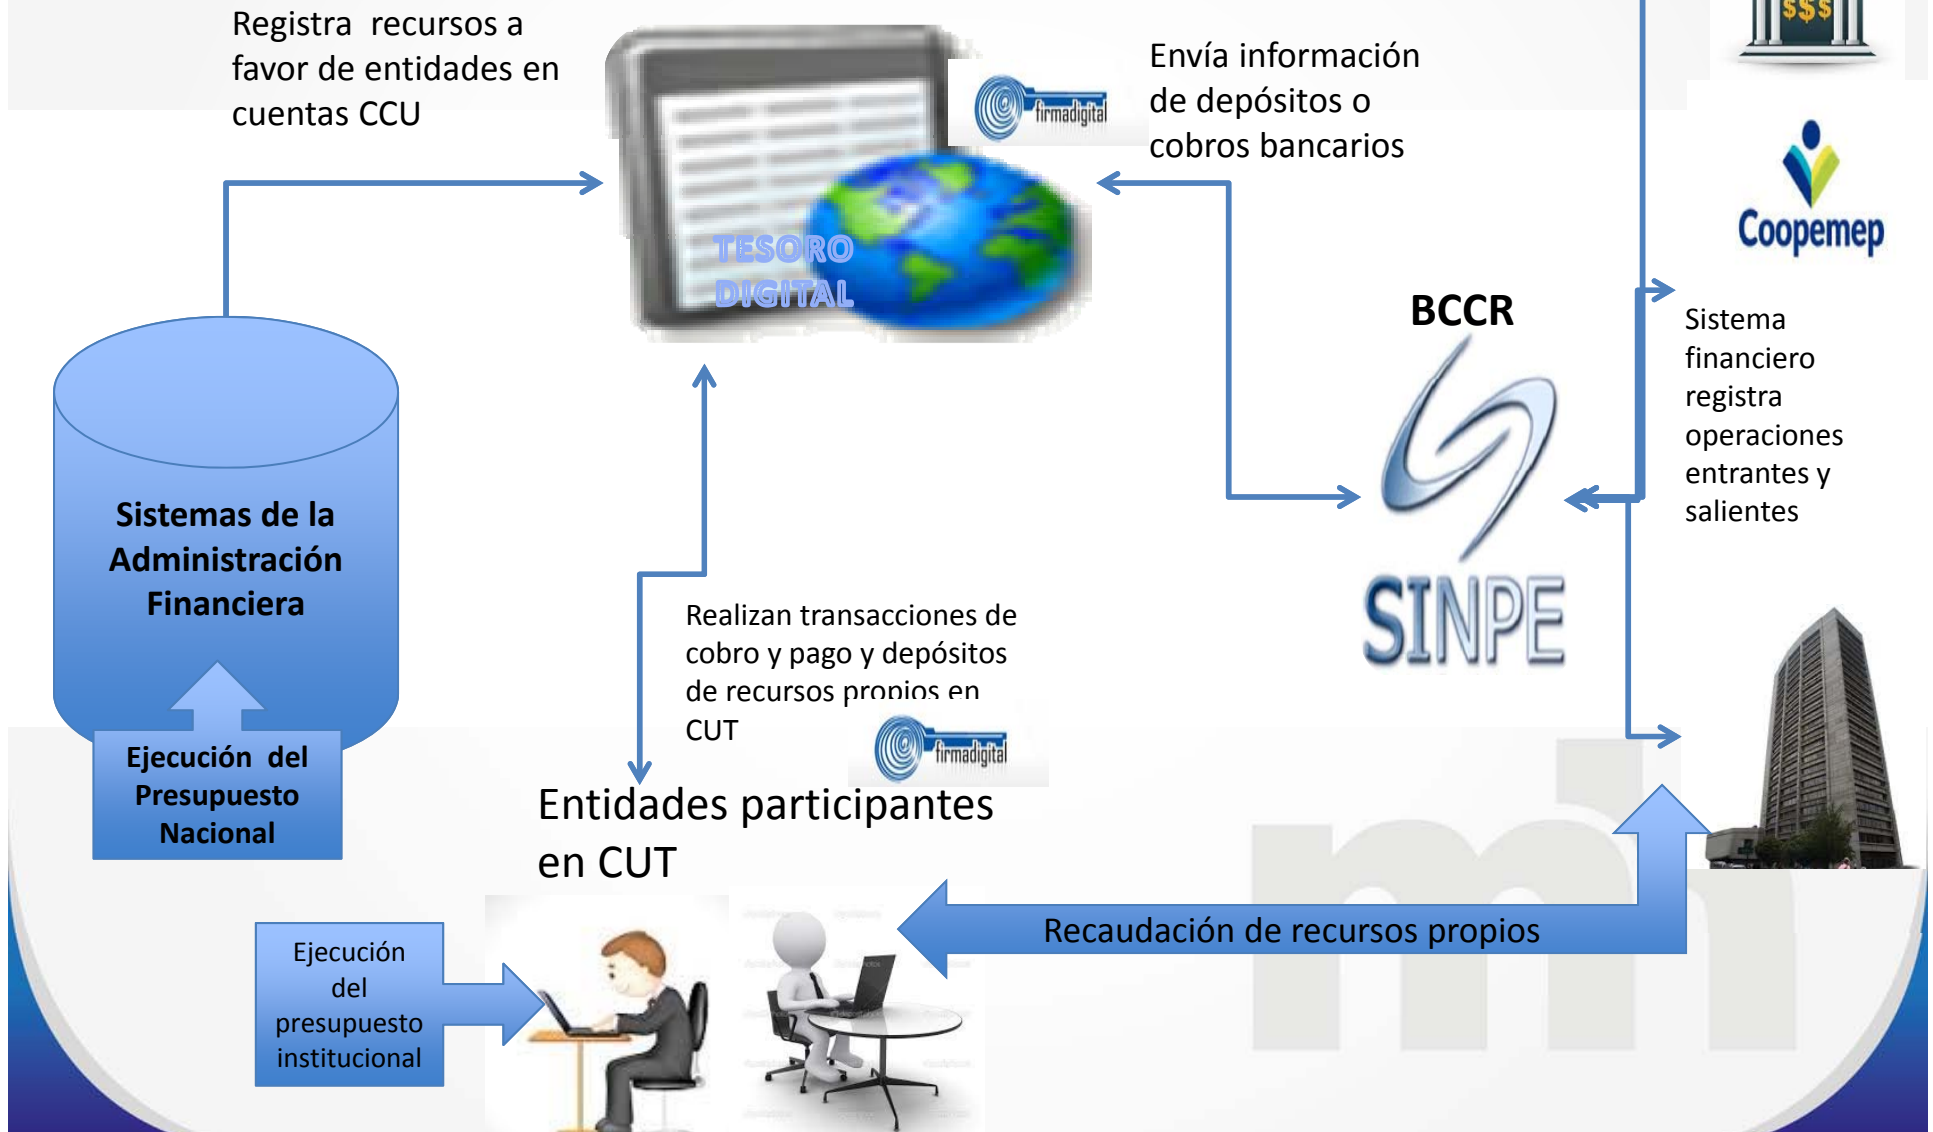 $$$
Registra recursos a
favor de entidades en
cuentas CCU
firmadigital
Envía información
de depósitos o
cobros bancarios
Coopemep
TESORO
DIGITAL
BCCR
SINPE
Sistema
financiero
registra
operaciones
entrantes y
salientes
Sistemas de la
Administración
Financiera
Realizan transacciones de
cobro y pago y depósitos
de recursos propios en
CUT
firmadigital
Ejecución del
Presupuesto
Nacional
Entidades participantes
en CUT
mh
Recaudación de recursos propios
Ejecución
del
presupuesto
institucional